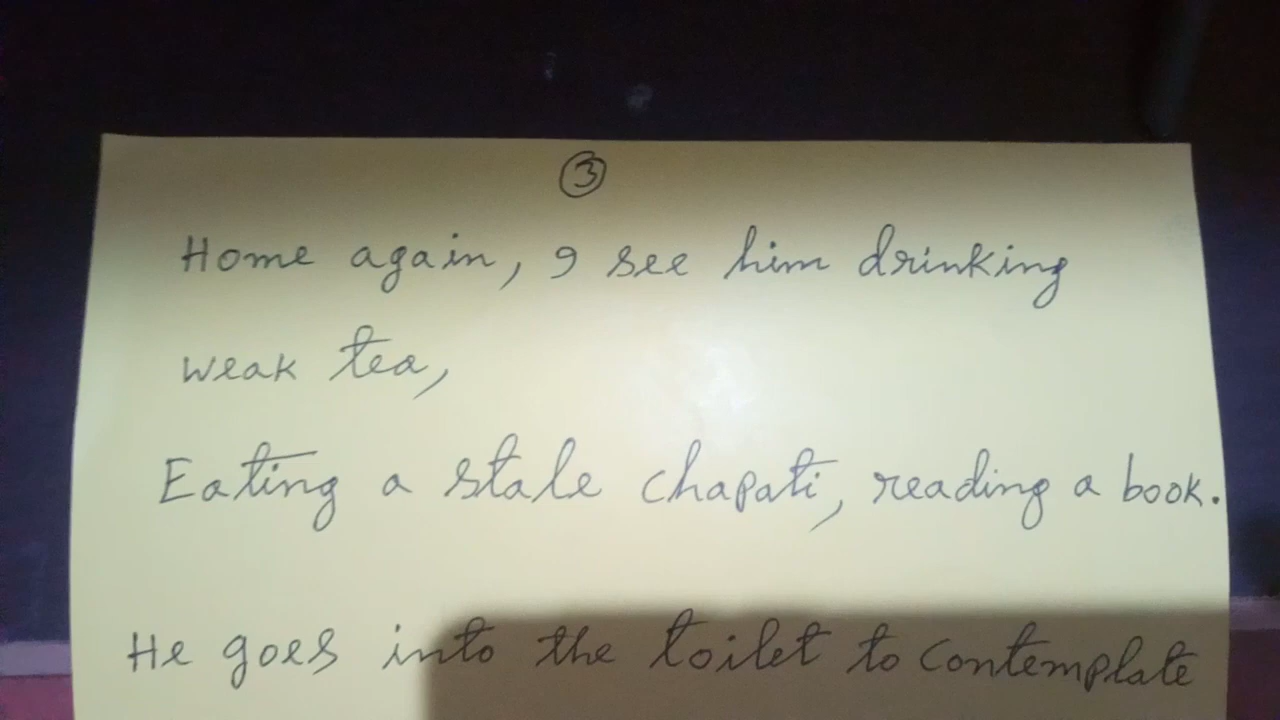 3
Home again, I see him drinking
weak tea,
Eating a stale chapati, reading a book.
He goes into the toilet to contemplate